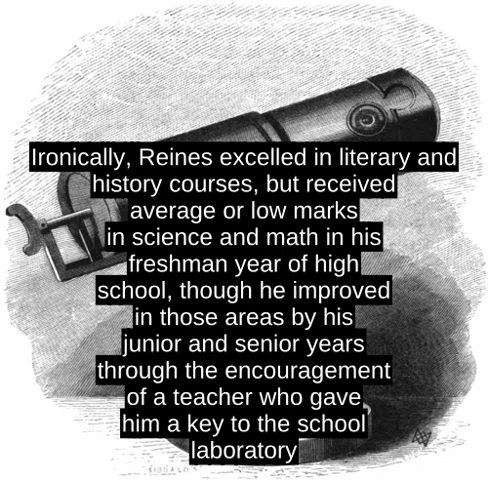 Ironically, Reines excelled in literary and
history courses, but received
average or low marks
in science and math in his
freshman year of high
school, though he improved
in those areas by his
junior and senior years
through the encouragement
of a teacher who gave
him a key to the school
laboratory